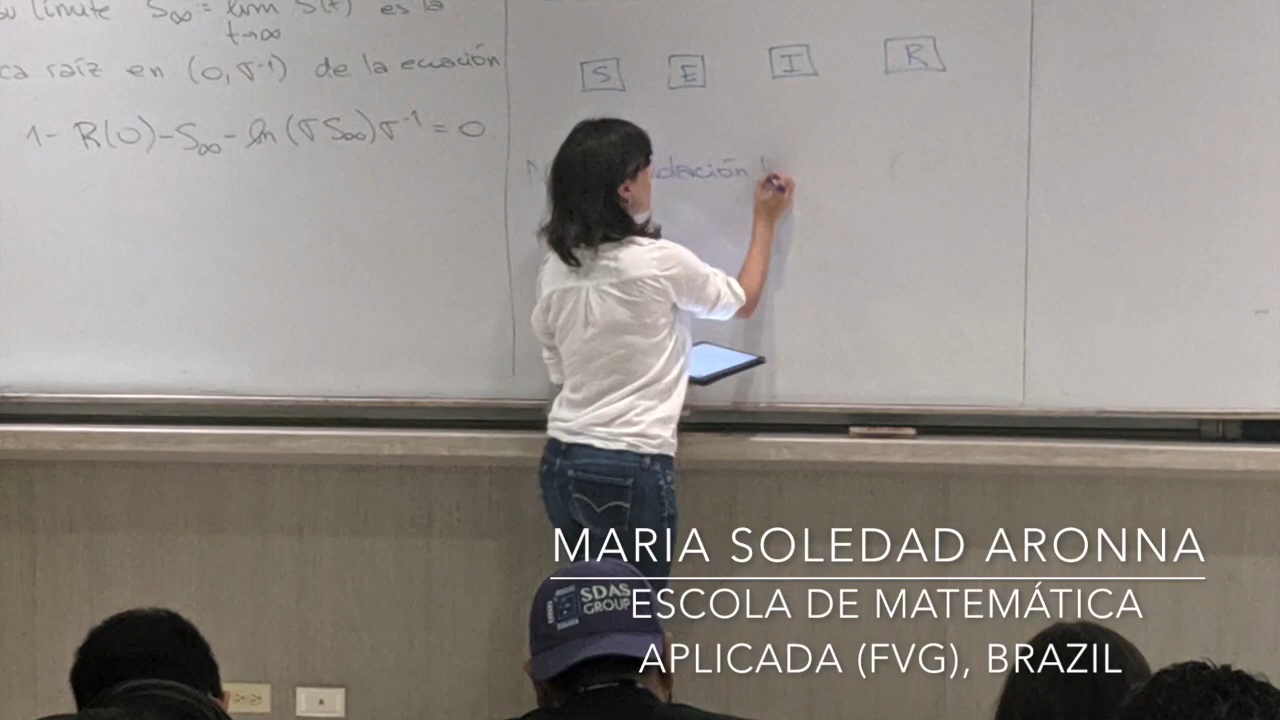 su límite S∞ = lim S(t) es la
t→∞
ca raíz en (0, σ⁻¹) de la ecuación
1 - R(0) - S∞ - ln(σ S∞)σ⁻¹ = 0.
S E I R
dación
SDAS
GROUP
MARIA SOLEDAD ARONNA
ESCOLA DE MATEMÁTICA
APLICADA (FVG), BRAZIL